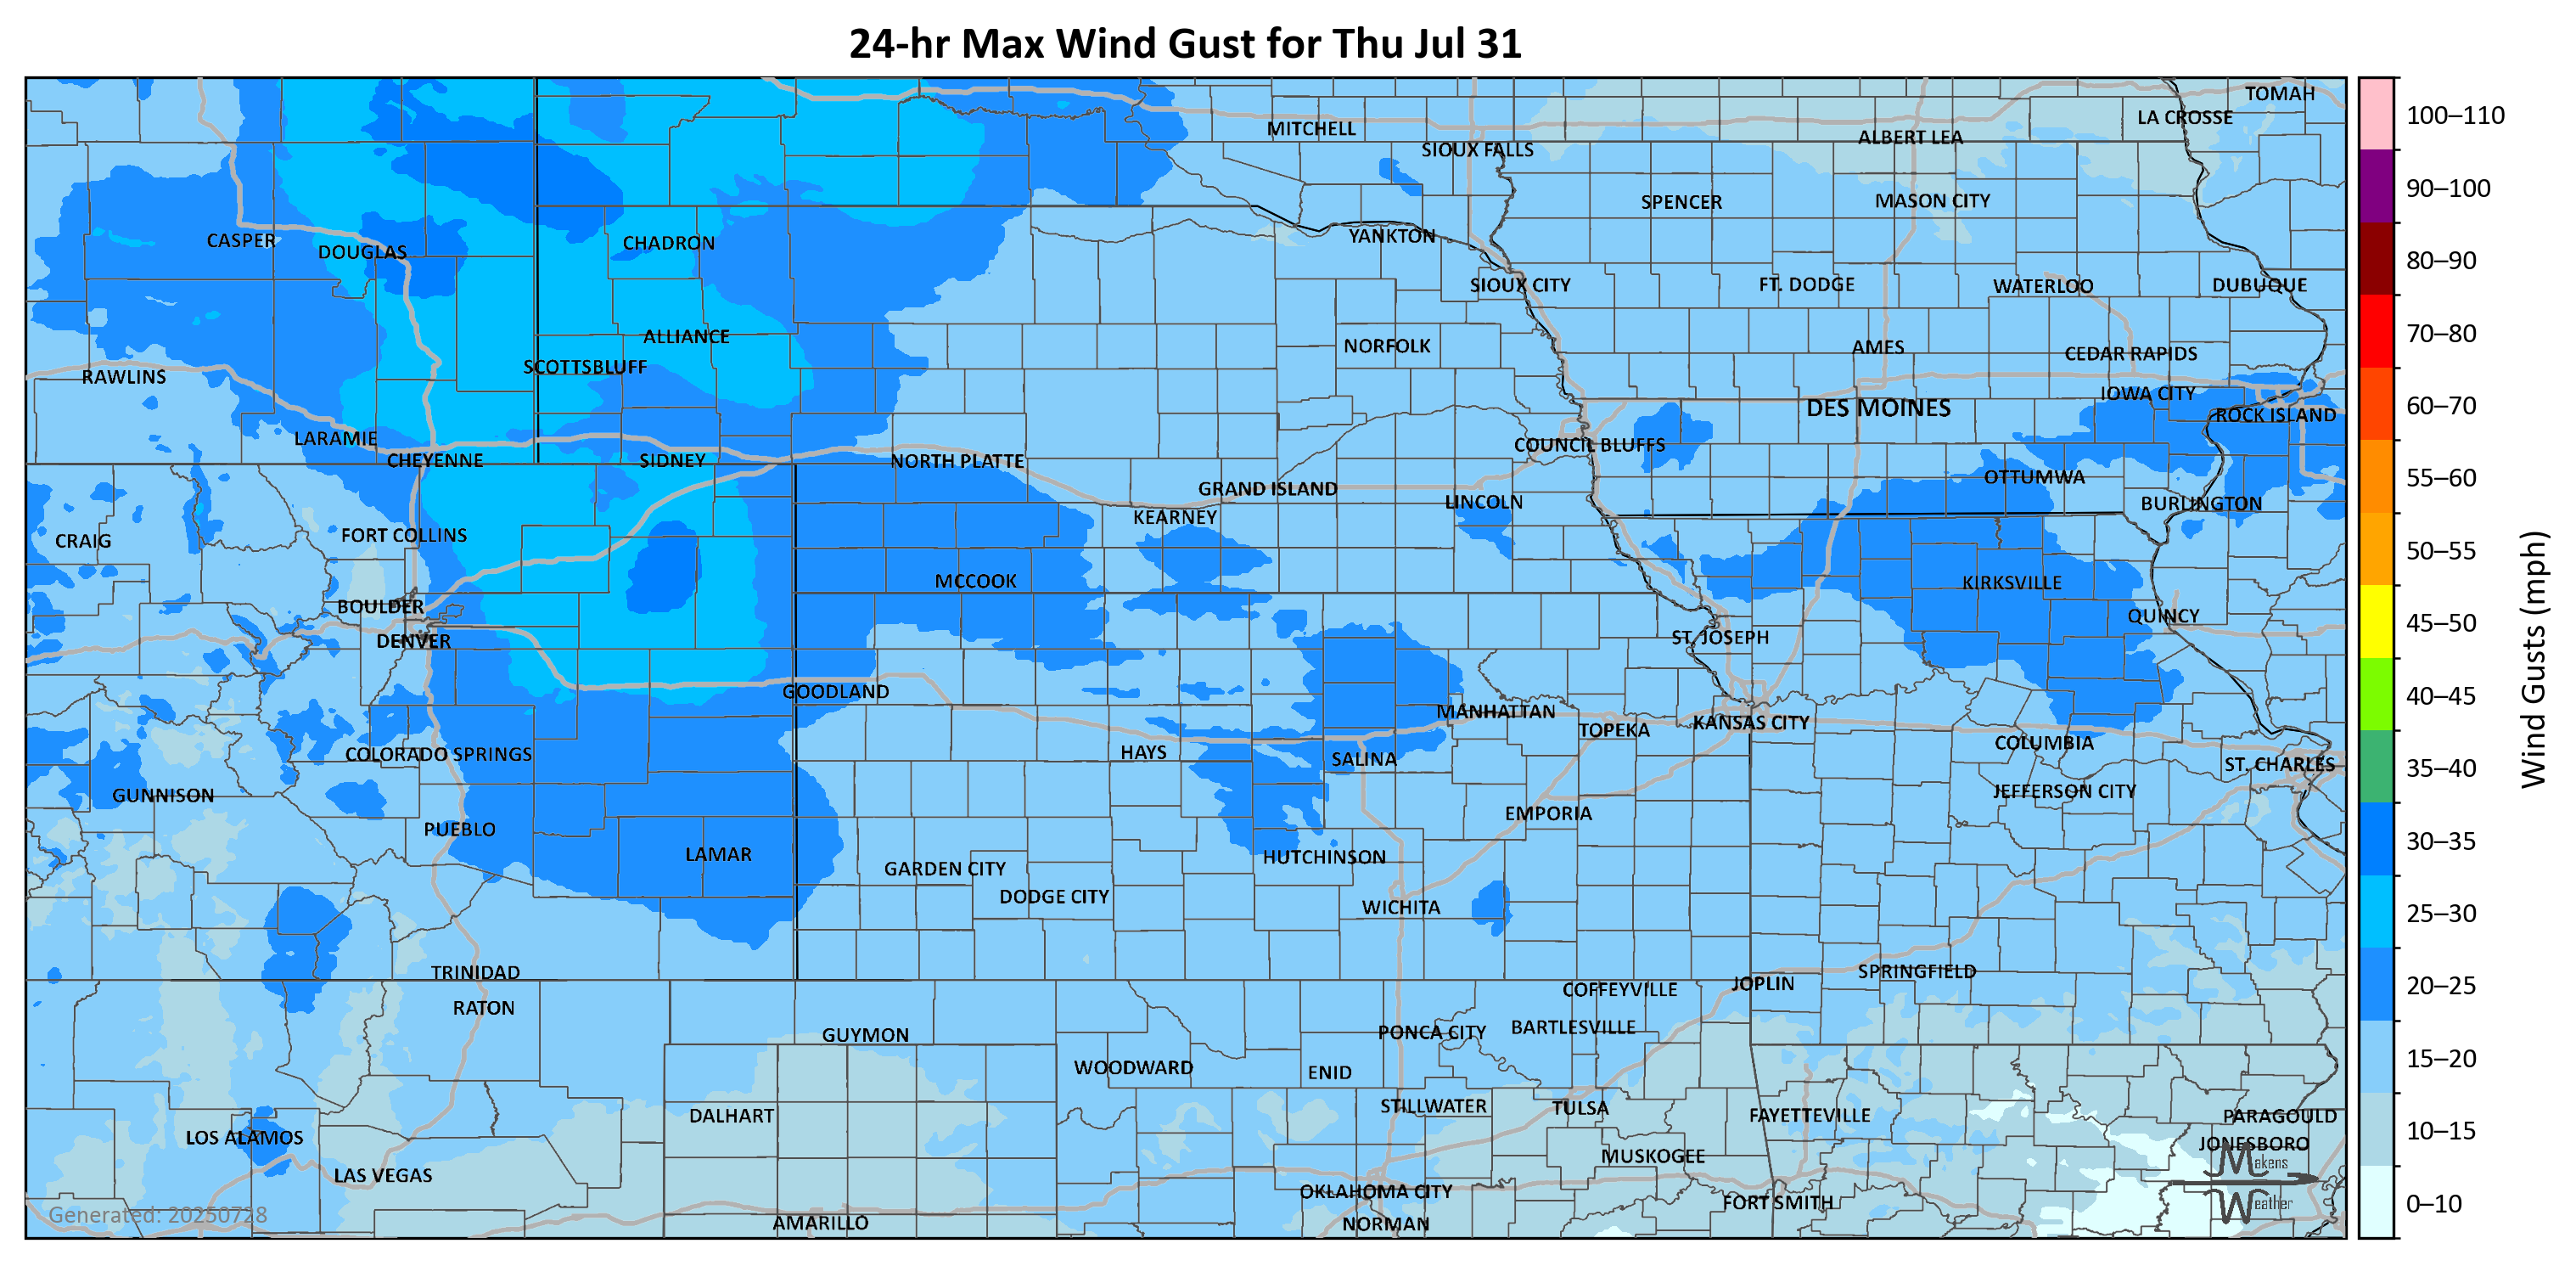 24-hr Max Wind Gust for Thu Jul 31
TOMAH
LA CROSSE
MITCHELL
ALBERT LEA
SIOUX FALLS
SPENCER
MASON CITY
CASPER
DOUGLAS
CHADRON
YANKTON
SIOUX CITY
FT. DODGE
WATERLOO
DUBUQUE
ALLIANCE
NORFOLK
AMES
CEDAR RAPIDS
SCOTTSBLUFF
RAWLINS
IOWA CITY
DES MOINES
ROCK ISLAND
LARAMIE
COUNCIL BLUFFS
CHEYENNE
SIDNEY
NORTH PLATTE
OTTUMWA
GRAND ISLAND
LINCOLN
BURLINGTON
KEARNEY
FORT COLLINS
CRAIG
MCCOOK
KIRKSVILLE
BOULDER
QUINCY
DENVER
ST. JOSEPH
GOODLAND
MANHATTAN
KANSAS CITY
TOPEKA
COLUMBIA
COLORADO SPRINGS
HAYS
SALINA
ST. CHARLES
GUNNISON
JEFFERSON CITY
EMPORIA
PUEBLO
LAMAR
HUTCHINSON
GARDEN CITY
DODGE CITY
WICHITA
TRINIDAD
SPRINGFIELD
JOPLIN
COFFEYVILLE
RATON
BARTLESVILLE
PONCA CITY
GUYMON
WOODWARD
ENID
STILLWATER
TULSA
DALHART
FAYETTEVILLE
PARAGOULD
LOS ALAMOS
JONESBORO
MUSKOGEE
LAS VEGAS
OKLAHOMA CITY
FORT SMITH
AMARILLO
NORMAN
Generated: 20250728
Makens
Weather
100–110
90–100
80–90
70–80
60–70
55–60
50–55
45–50
40–45
35–40
30–35
25–30
20–25
15–20
10–15
0–10
Wind Gusts (mph)